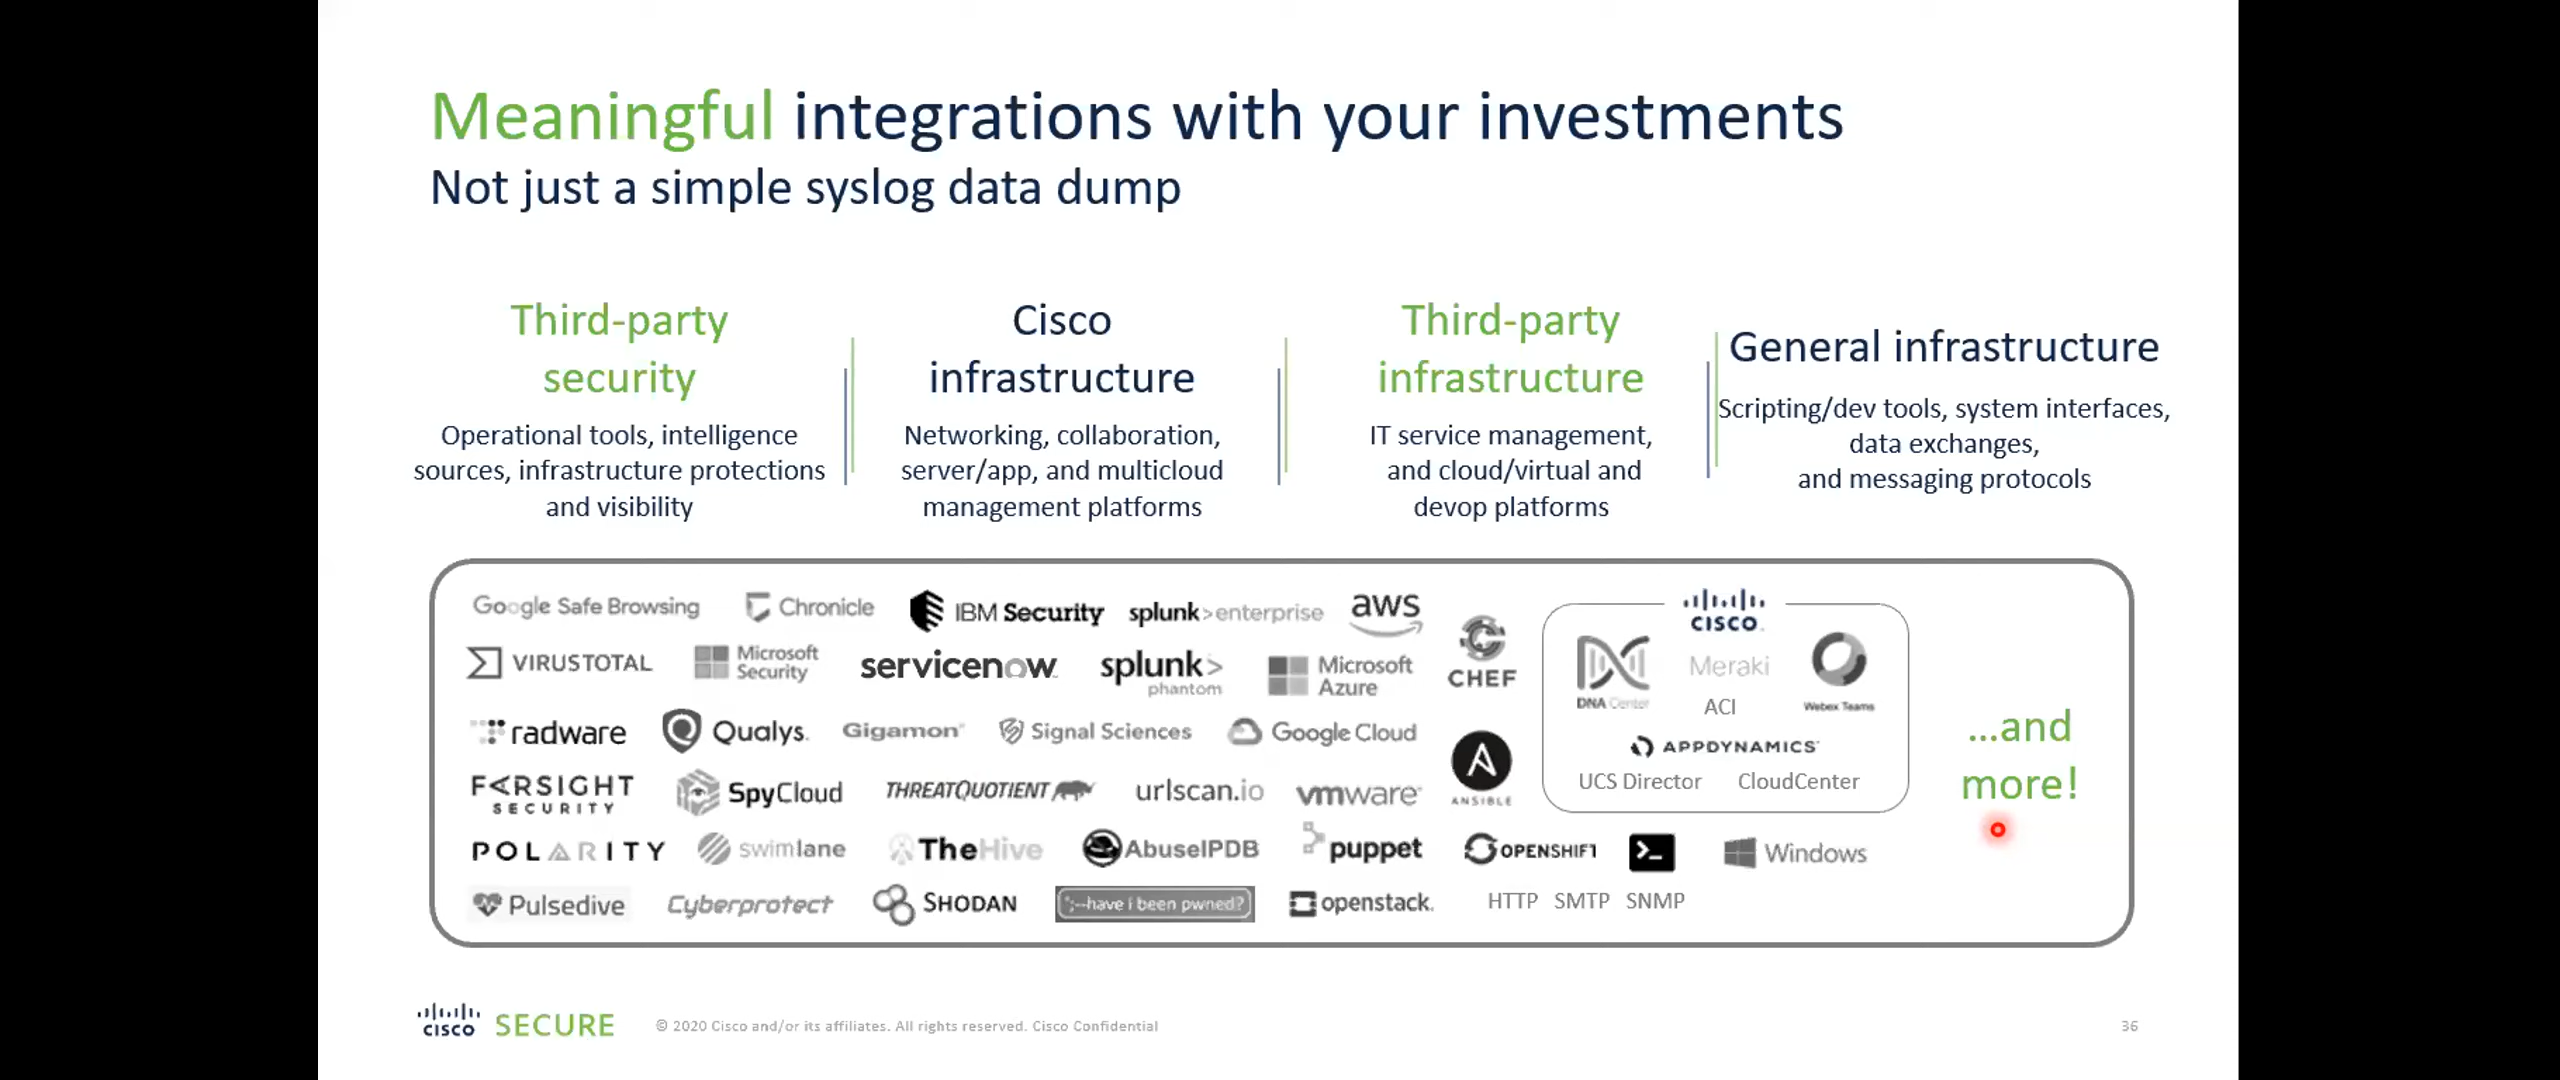 Meaningful integrations with your investments
Not just a simple syslog data dump
Third-party
security
Operational tools, intelligence
sources, infrastructure protections
and visibility
Cisco
infrastructure
Networking, collaboration,
server/app, and multicloud
management platforms
Third-party
infrastructure
IT service management,
and cloud/virtual and
devop platforms
General infrastructure
Scripting/dev tools, system interfaces,
data exchanges,
and messaging protocols
Google Safe Browsing
Chronicle
IBM Security
splunk>enterprise
aws
VIRUSTOTAL
Microsoft
Security
servicenow
splunk>
phantom
Microsoft
Azure
CHEF
radware
Qualys.
Gigamon
Signal Sciences
Google Cloud
FARSIGHT
SECURITY
SpyCloud
THREATQUOTIENT
urlscan.io
vmware
ANSIBLE
POLARITY
swimlane
TheHive
AbuseIPDB
puppet
OPENSHIFT
>_
Windows
Pulsedive
Cyberprotect
SHODAN
';--have i been pwned?
openstack.
HTTP SMTP SNMP
CISCO
DNA Center
Meraki
ACI
Webex Teams
APPDYNAMICS
UCS Director
CloudCenter
...and
more!
CISCO SECURE
© 2020 Cisco and/or its affiliates. All rights reserved. Cisco Confidential
36